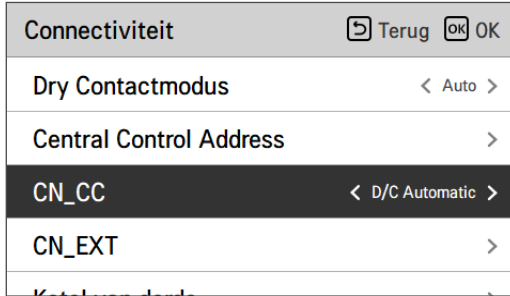 Connectiviteit Terug OK OK
Dry Contactmodus < Auto >
Central Control Address >
CN_CC < D/C Automatic >
CN_EXT >